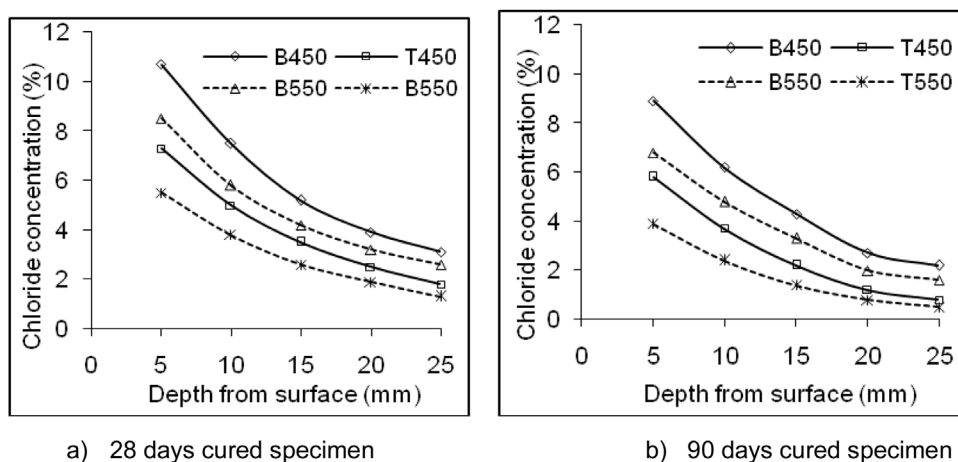 Chloride concentration (%)
12
10
8
6
4
2
0
B450
T450
B550
B550
0 5 10 15 20 25
Depth from surface (mm)
a) 28 days cured specimen
Chloride concentration (%)
12
10
8
6
4
2
0
B450
T450
B550
T550
0 5 10 15 20 25
Depth from surface (mm)
b) 90 days cured specimen